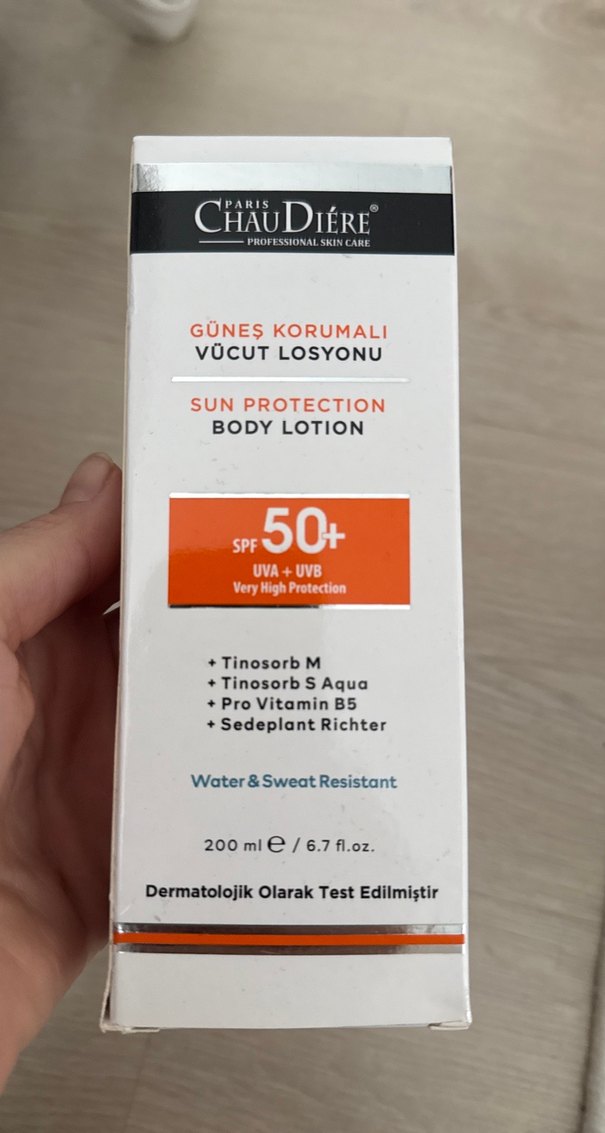 PARIS
CHAUDIÉRE®
PROFESSIONAL SKIN CARE
GÜNEŞ KORUMALI
VÜCUT LOSYONU
SUN PROTECTION
BODY LOTION
SPF 50+
UVA + UVB
Very High Protection
+ Tinosorb M
+ Tinosorb S Aqua
+ Pro Vitamin B5
+ Sedeplant Richter
Water & Sweat Resistant
200 ml ℮ / 6.7 fl.oz.
Dermatolojik Olarak Test Edilmiştir